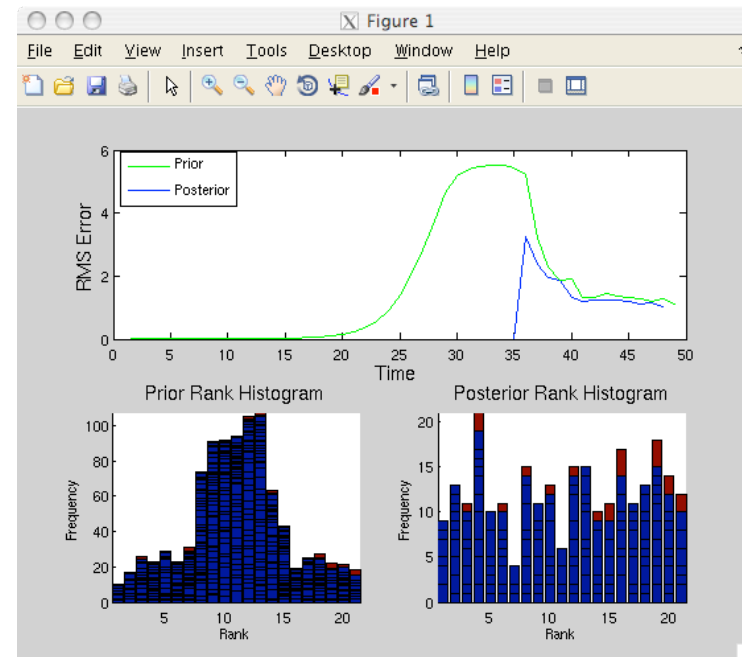 Figure 1
File Edit View Insert Tools Desktop Window Help
Prior
Posterior
RMS Error
6
4
2
0
0 5 10 15 20 25 30 35 40 45 50
Time
Prior Rank Histogram
Frequency
100
80
60
40
20
0
5 10 15 20
Rank
Posterior Rank Histogram
Frequency
20
15
10
5
0
5 10 15 20
Rank